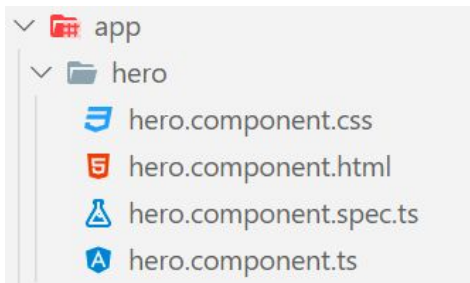 app
hero
hero.component.css
hero.component.html
hero.component.spec.ts
hero.component.ts